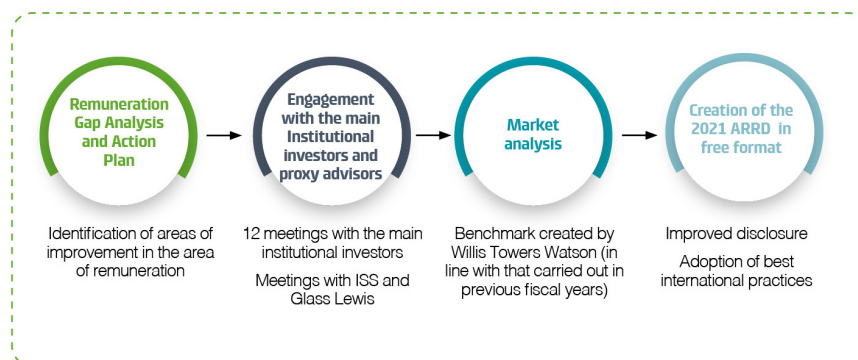 Remuneration
Gap Analysis
and Action
Plan
Identification of areas of
improvement in the area
of remuneration
Engagement
with the main
Institutional
investors and
proxy advisors
12 meetings with the main
institutional investors
Meetings with ISS and
Glass Lewis
Market
analysis
Benchmark created by
Willis Towers Watson (in
line with that carried out in
previous fiscal years)
Creation of the
2021 ARRD in
free format
Improved disclosure
Adoption of best
international practices